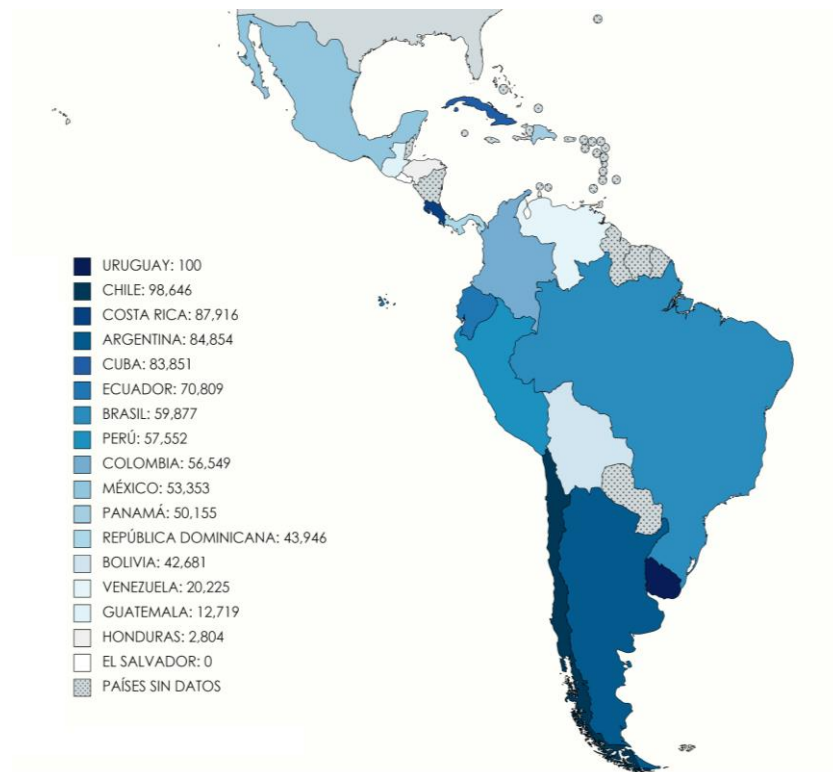 URUGUAY: 100
CHILE: 98,646
COSTA RICA: 87,916
ARGENTINA: 84,854
CUBA: 83,851
ECUADOR: 70,809
BRASIL: 59,877
PERÚ: 57,552
COLOMBIA: 56,549
MÉXICO: 53,353
PANAMÁ: 50,155
REPÚBLICA DOMINICANA: 43,946
BOLIVIA: 42,681
VENEZUELA: 20,225
GUATEMALA: 12,719
HONDURAS: 2,804
EL SALVADOR: 0
PAÍSES SIN DATOS